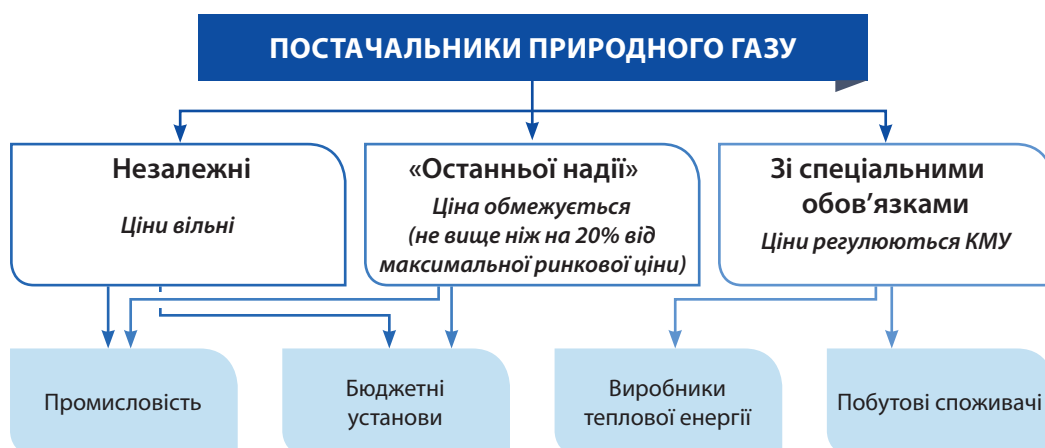 ПОСТАЧАЛЬНИКИ ПРИРОДНОГО ГАЗУ
Незалежні
Ціни вільні
«Останньої надії»
Ціна обмежується
(не вище ніж на 20% від
максимальної ринкової ціни)
Зі спеціальними
обов’язками
Ціни регулюються КМУ
Промисловість
Бюджетні
установи
Виробники
теплової енергії
Побутові споживачі